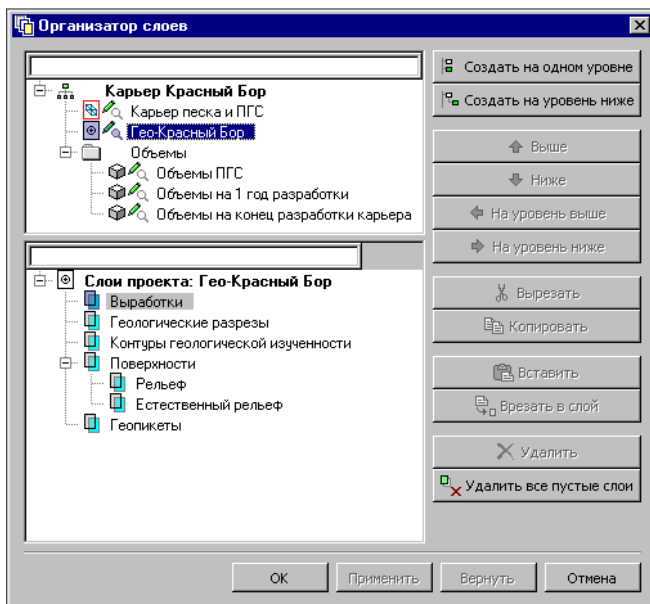 Организатор слоев
Карьер Красный Бор
Карьер песка и ПГС
Гео-Красный Бор
Объемы
Объемы ПГС
Объемы на 1 год разработки
Объемы на конец разработки карьера
Слои проекта: Гео-Красный Бор
Выработки
Геологические разрезы
Контуры геологической изученности
Поверхности
Рельеф
Естественный рельеф
Геопикеты
Создать на одном уровне
Создать на уровень ниже
Выше
Ниже
На уровень выше
На уровень ниже
Вырезать
Копировать
Вставить
Врезать в слой
Удалить
Удалить все пустые слои
ОК
Применить
Вернуть
Отмена